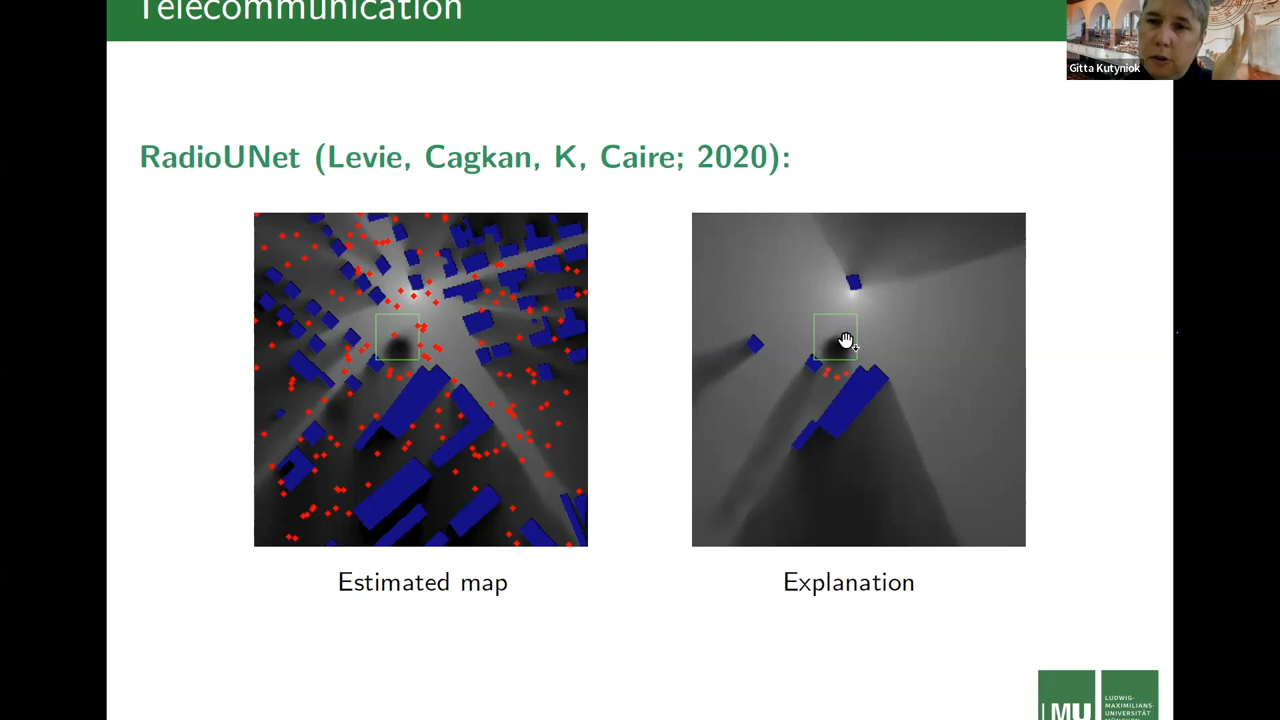 Telecommunication
Gitta Kutyniok
RadioUNet (Levie, Cagkan, K, Caire; 2020):
Estimated map
Explanation
LMU
LUDWIG-
MAXIMILIANS-
UNIVERSITÄT